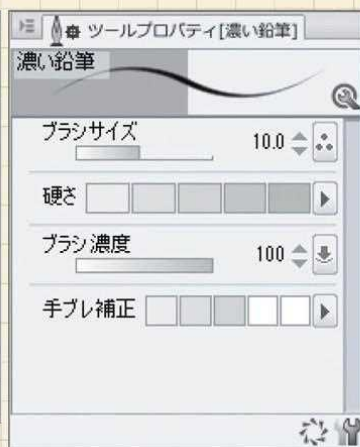 ツールプロパティ[濃い鉛筆]
濃い鉛筆
ブラシサイズ 10.0
硬さ
ブラシ濃度 100
手ブレ補正